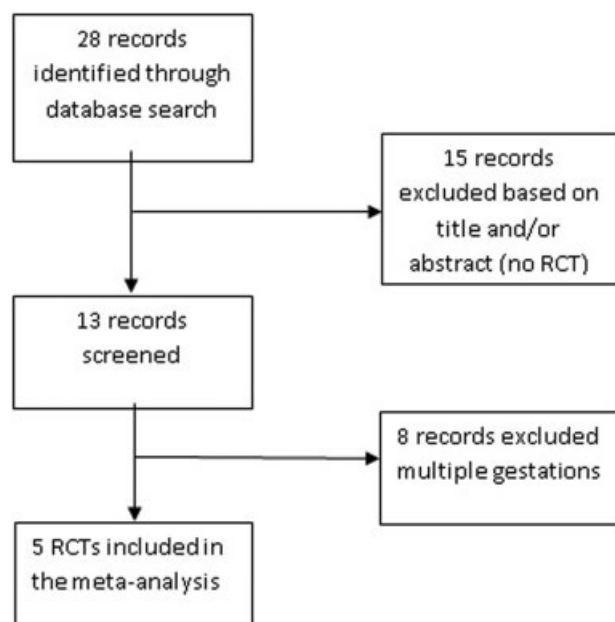 28 records
identified through
database search
15 records
excluded based on
title and/or
abstract (no RCT)
13 records
screened
8 records excluded
multiple gestations
5 RCTs included in
the meta-analysis